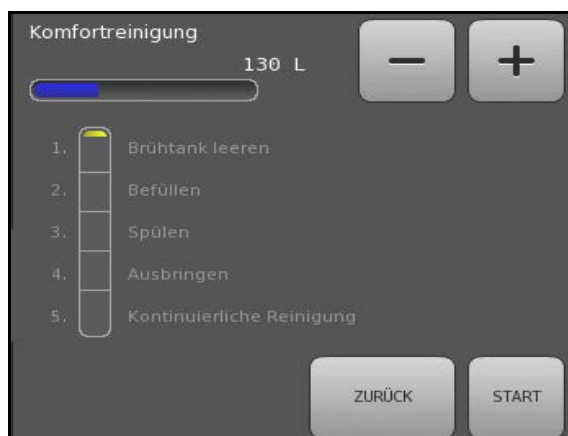 Komfortreinigung
130 L
1. Brühtank leeren
2. Befüllen
3. Spülen
4. Ausbringen
5. Kontinuierliche Reinigung
ZURÜCK START